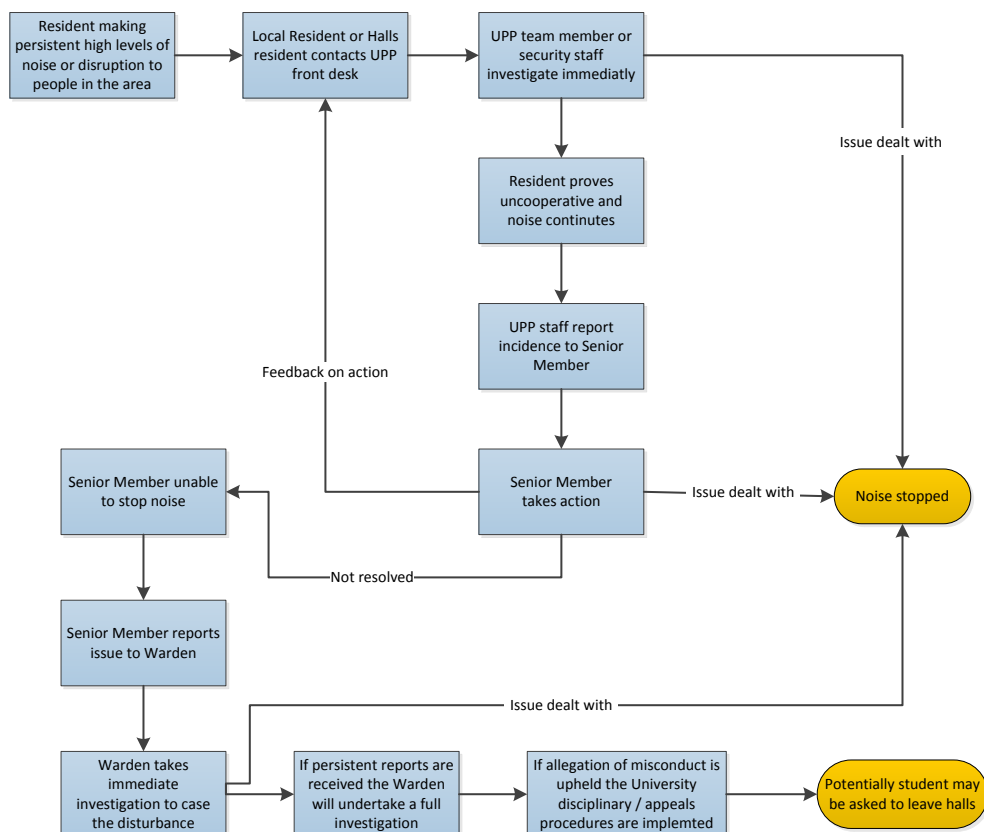 Resident making
persistent high levels of
noise or disruption to
people in the area
Local Resident or Halls
resident contacts UPP
front desk
UPP team member or
security staff
investigate immediatly
Issue dealt with
Resident proves
uncooperative and
noise continutes
UPP staff report
incidence to Senior
Member
Feedback on action
Senior Member unable
to stop noise
Senior Member
takes action
Issue dealt with
Noise stopped
Not resolved
Senior Member reports
issue to Warden
Issue dealt with
Warden takes
immediate
investigation to case
the disturbance
If persistent reports are
received the Warden
will undertake a full
investigation
If allegation of misconduct is
upheld the University
disciplinary / appeals
procedures are implemted
Potentially student may
be asked to leave halls